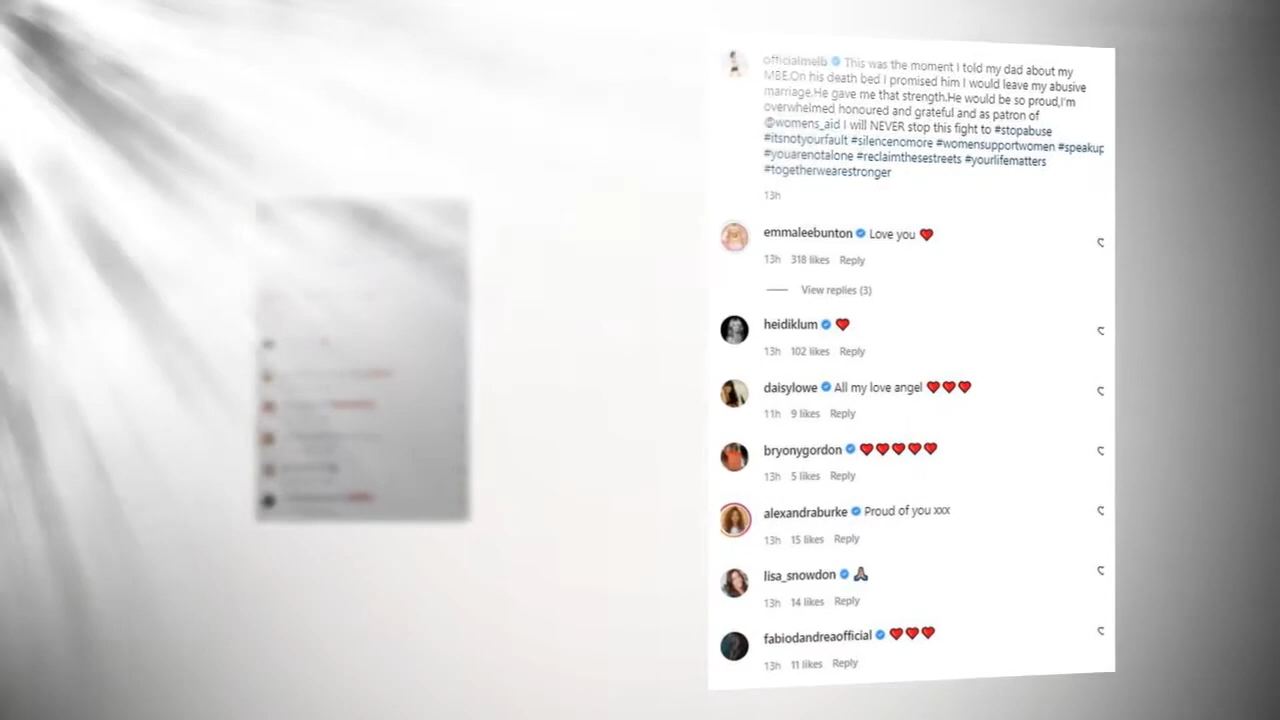 officialmelb This was the moment I told my dad about my
MBE.On his death bed I promised him I would leave my abusive
marriage.He gave me that strength.He would be so proud,I'm
overwhelmed honoured and grateful and as patron of
@womens_aid I will NEVER stop this fight to #stopabuse
#itsnotyourfault #silencenomore #womensupportwomen #speakup
#youarenotalone #reclaimthesestreets #yourlifematters
#togetherwearestronger
13h
emmaleebunton Love you ❤️
13h 318 likes Reply
View replies (3)
heidiklum ❤️
13h 102 likes Reply
daisylowe All my love angel ❤️❤️❤️
11h 9 likes Reply
bryonygordon ❤️❤️❤️❤️❤️
13h 5 likes Reply
alexandraburke Proud of you xxx
13h 15 likes Reply
lisa_snowdon 🙏🏽
13h 14 likes Reply
fabiodandreaofficial ❤️❤️❤️
13h 11 likes Reply